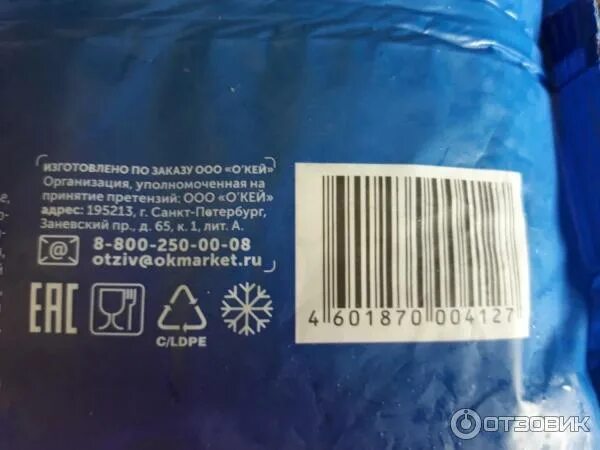 ИЗГОТОВЛЕНО ПО ЗАКАЗУ ООО «О'КЕЙ»
Организация, уполномоченная на
принятие претензий: ООО «О'КЕЙ»
адрес: 195213, г. Санкт-Петербург,
Заневский пр., д. 65, к. 1, лит. А.
8-800-250-00-08
otziv@okmarket.ru
EAC
C/LDPE
4 601870 004127
ОТЗОВИК